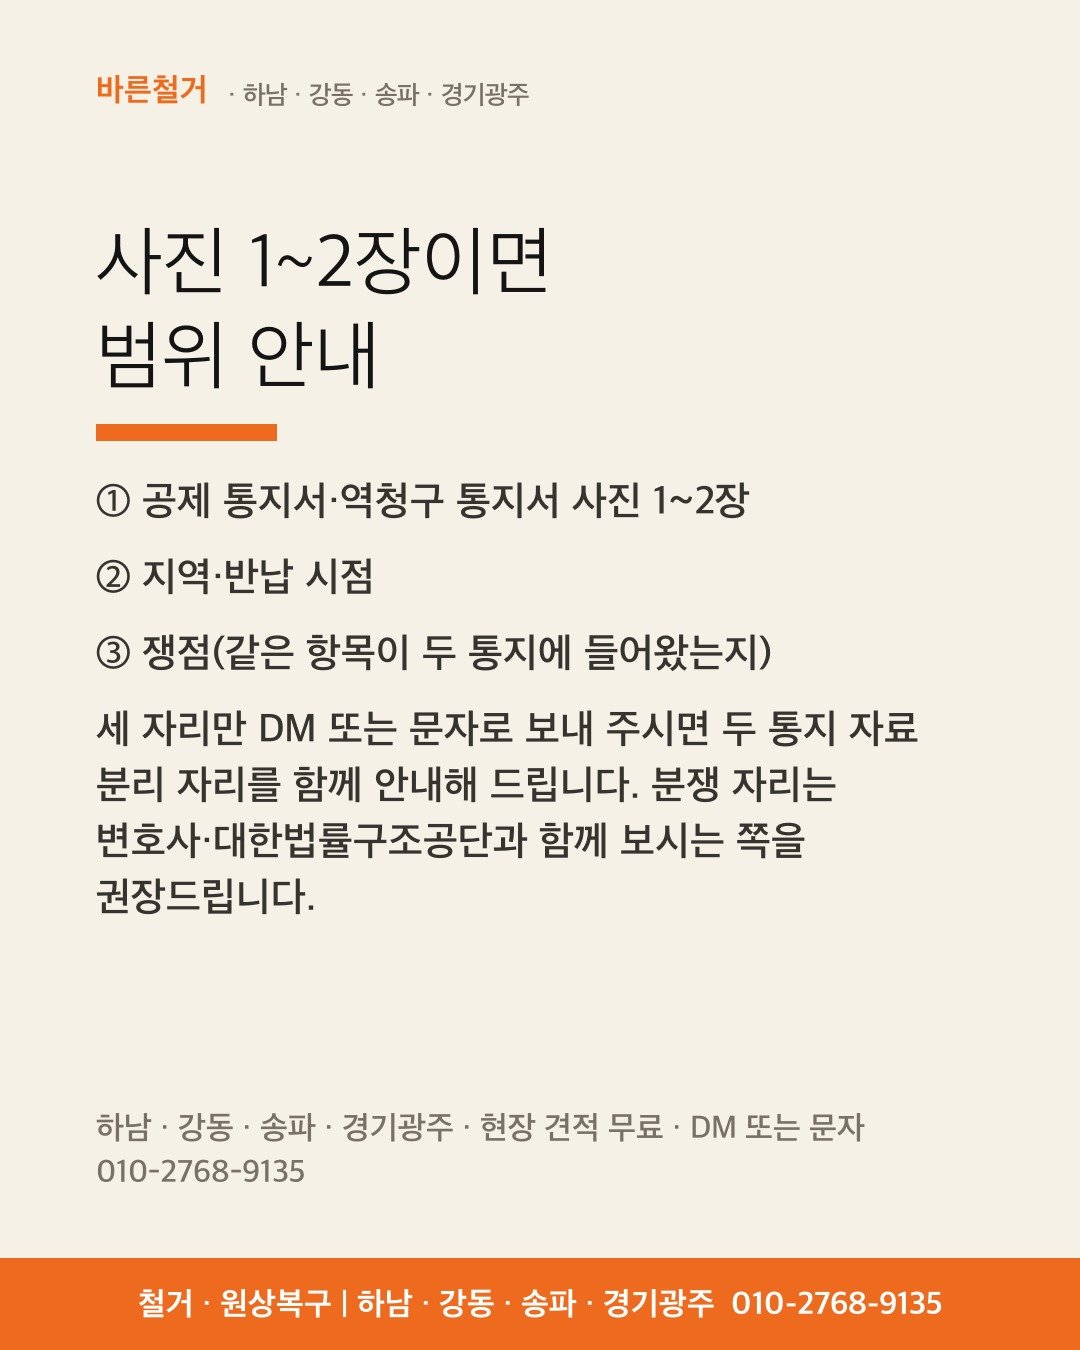 바른철거 · 하남 · 강동 · 송파 · 경기광주
사진 1~2장이면
범위 안내
① 공제 통지서·역청구 통지서 사진 1~2장
② 지역·반납 시점
③ 쟁점(같은 항목이 두 통지에 들어왔는지)
세 자리만 DM 또는 문자로 보내 주시면 두 통지 자료
분리 자리를 함께 안내해 드립니다. 분쟁 자리는
변호사·대한법률구조공단과 함께 보시는 쪽을
권장드립니다.
하남 · 강동 · 송파 · 경기광주 · 현장 견적 무료 · DM 또는 문자
010-2768-9135
철거 · 원상복구 | 하남 · 강동 · 송파 · 경기광주 010-2768-9135